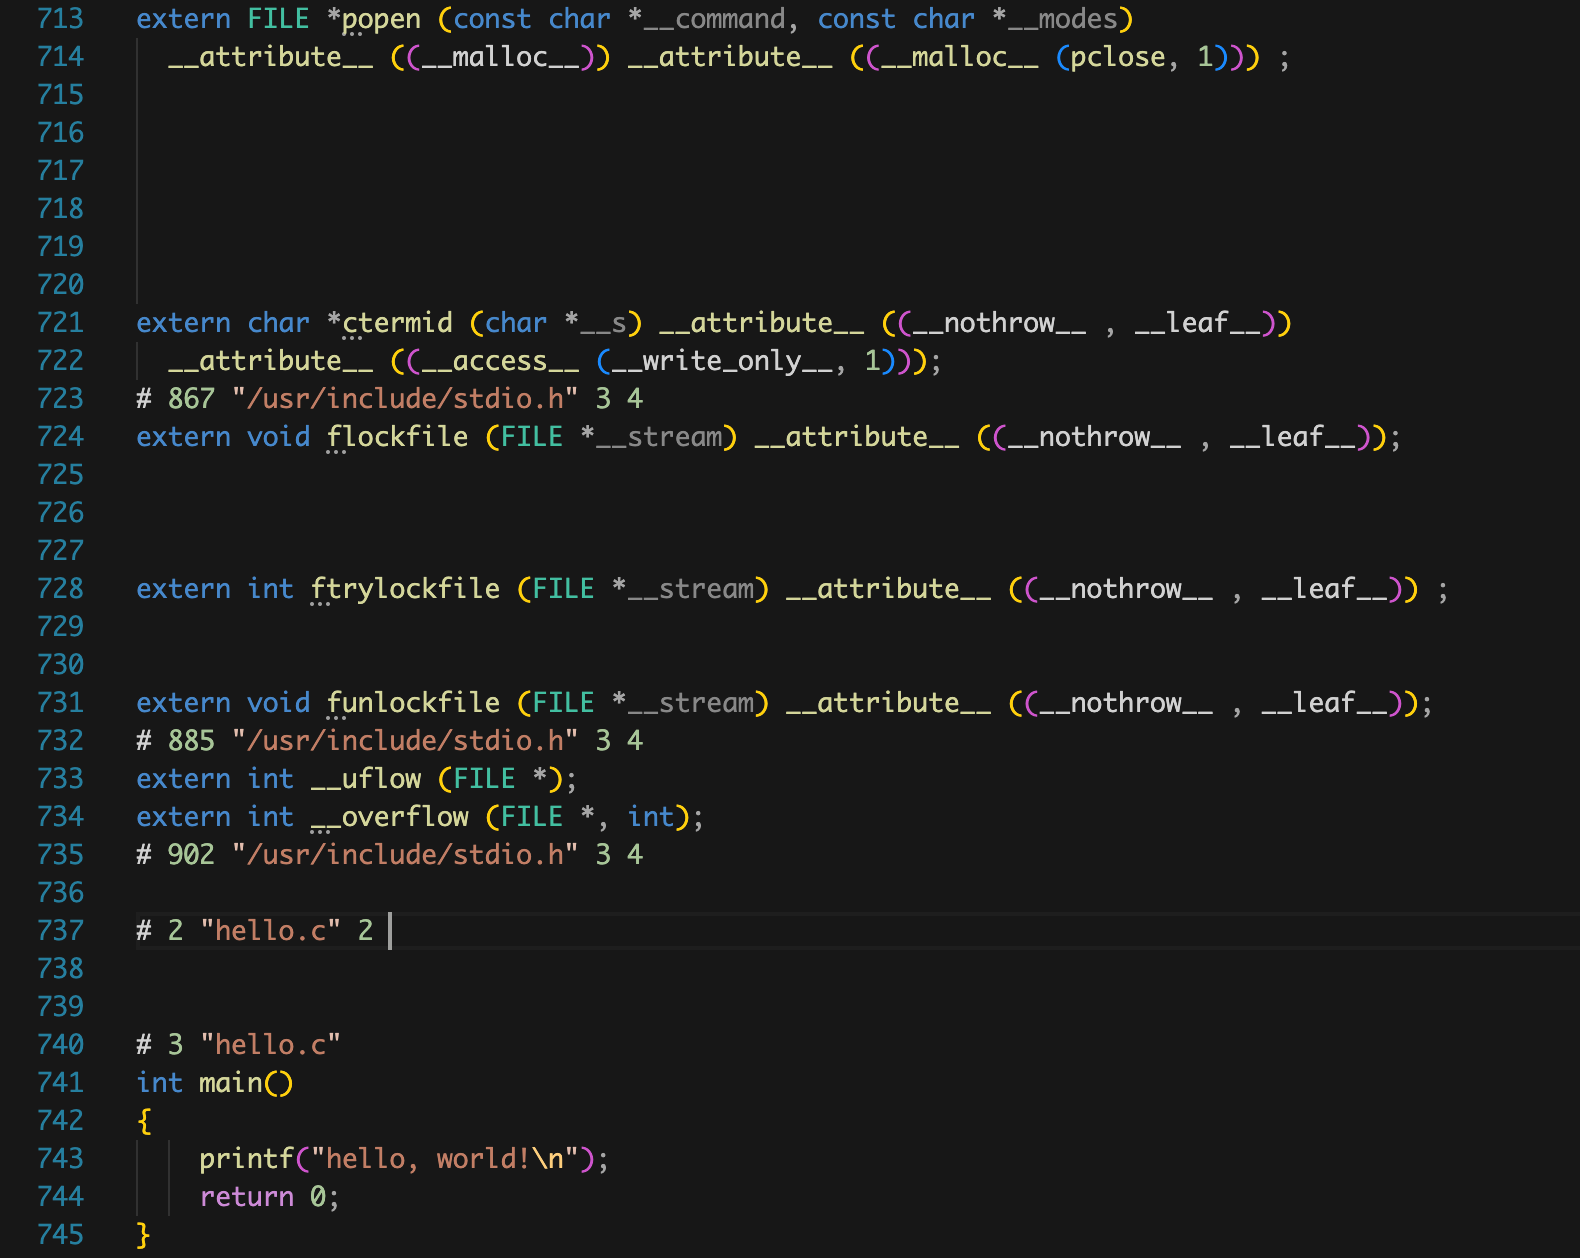 713 extern FILE *popen (const char *__command, const char *__modes)
714   __attribute__ ((__malloc__)) __attribute__ ((__malloc__ (pclose, 1))) ;
715
716
717
718
719
720
721 extern char *ctermid (char *__s) __attribute__ ((__nothrow__ , __leaf__))
722   __attribute__ ((__access__ (__write_only__, 1)));
723 # 867 "/usr/include/stdio.h" 3 4
724 extern void flockfile (FILE *__stream) __attribute__ ((__nothrow__ , __leaf__));
725
726
727
728 extern int ftrylockfile (FILE *__stream) __attribute__ ((__nothrow__ , __leaf__)) ;
729
730
731 extern void funlockfile (FILE *__stream) __attribute__ ((__nothrow__ , __leaf__));
732 # 885 "/usr/include/stdio.h" 3 4
733 extern int __uflow (FILE *);
734 extern int __overflow (FILE *, int);
735 # 902 "/usr/include/stdio.h" 3 4
736
737 # 2 "hello.c" 2
738
739
740 # 3 "hello.c"
741 int main()
742 {
743     printf("hello, world!\n");
744     return 0;
745 }